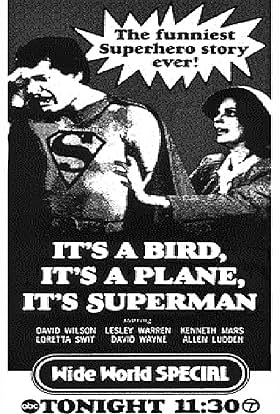 The funniest
Superhero story
ever!
S
IT'S A BIRD,
IT'S A PLANE,
IT'S SUPERMAN
STARRING
DAVID WILSON LESLEY WARREN KENNETH MARS
LORETTA SWIT DAVID WAYNE ALLEN LUDDEN
Wide World SPECIAL
abc TONIGHT 11:30 7